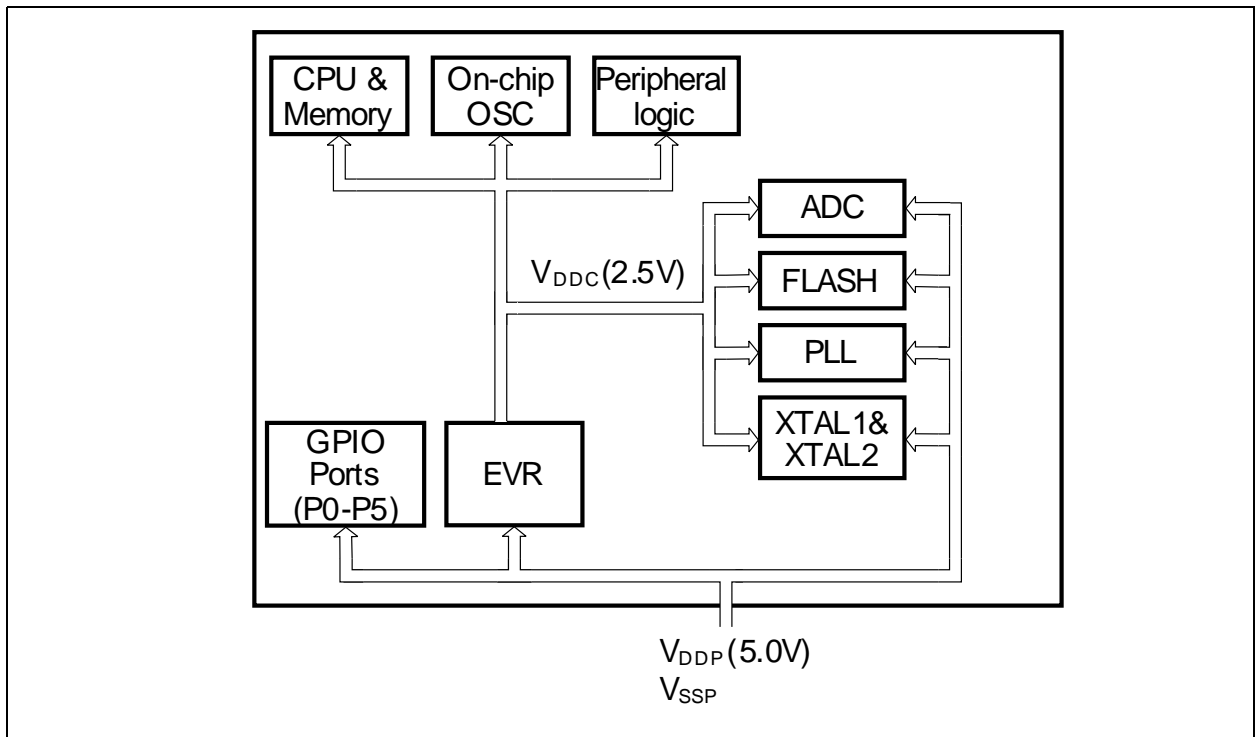 CPU &
Memory
On-chip
OSC
Peripheral
logic
ADC
FLASH
PLL
XTAL1&
XTAL2
VDDC(2.5V)
GPIO
Ports
(P0-P5)
EVR
VDDP(5.0V)
VSSP